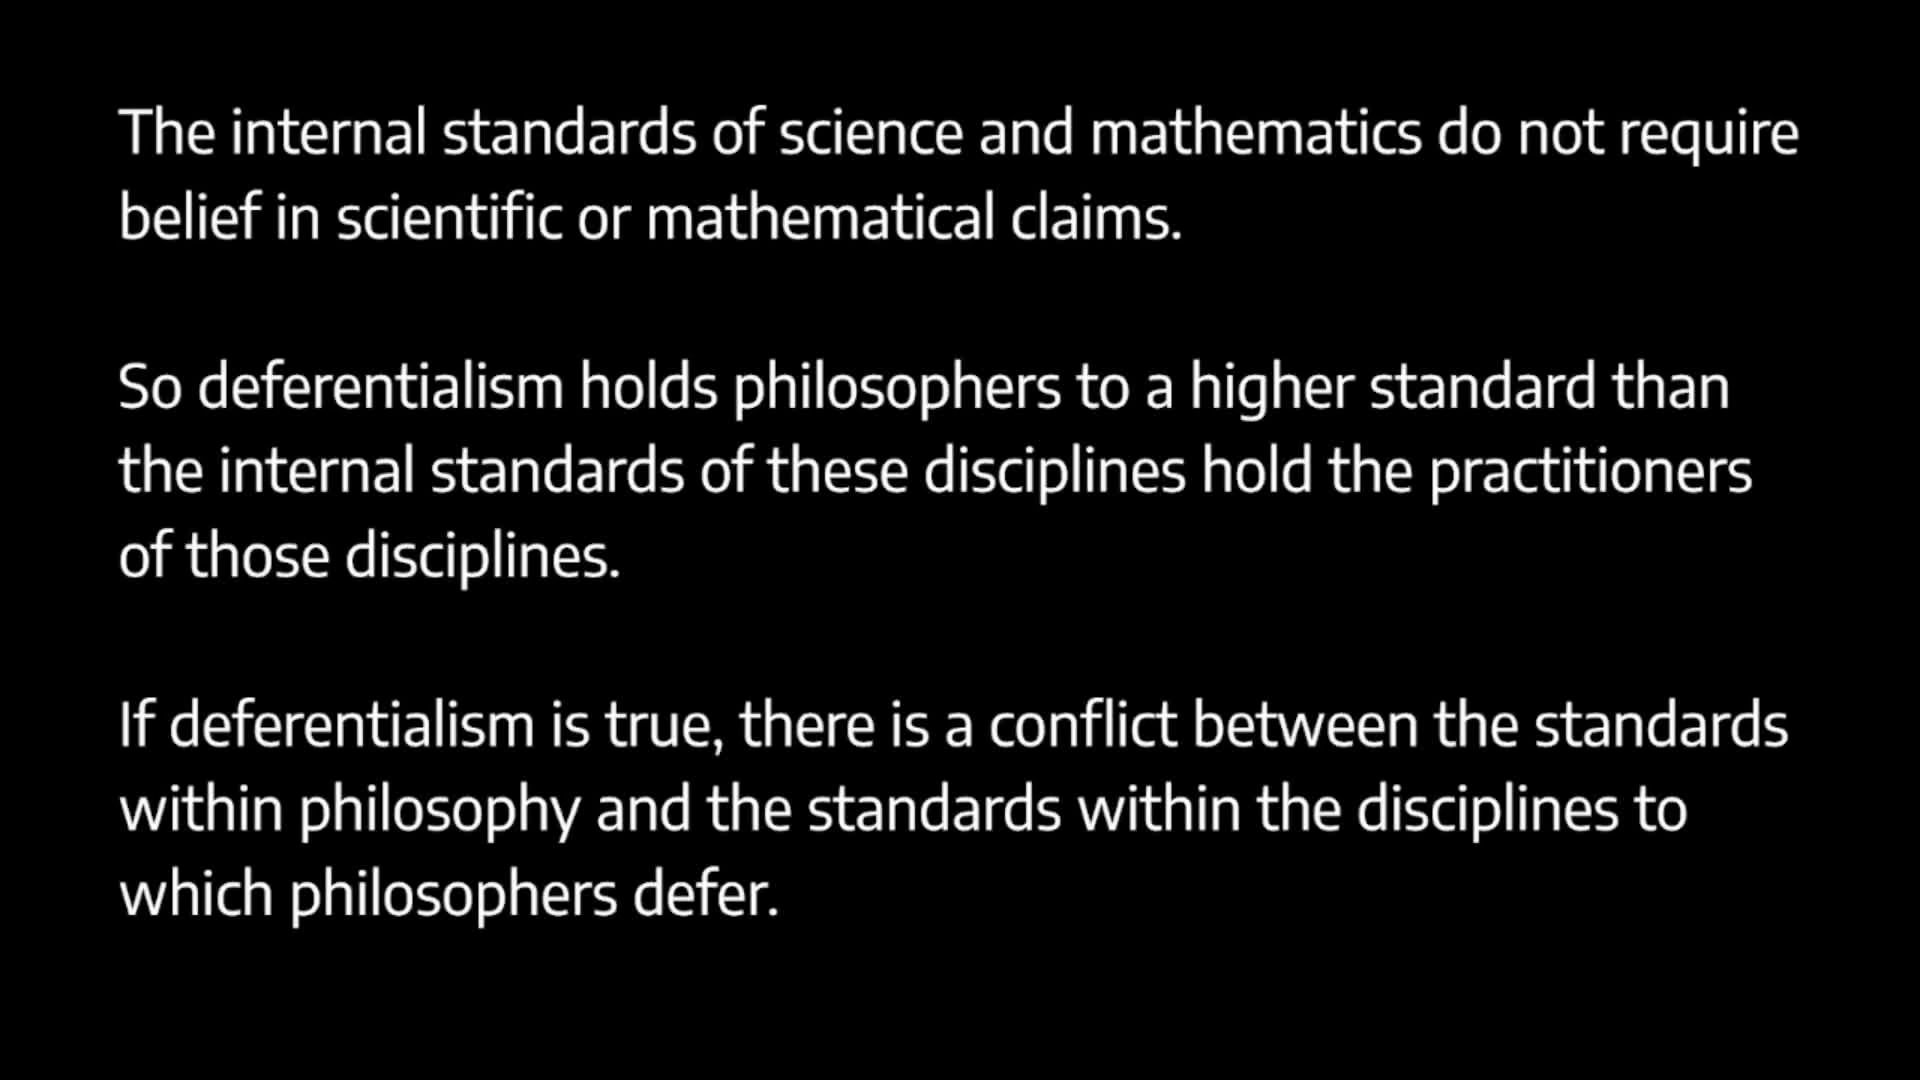 The internal standards of science and mathematics do not require
belief in scientific or mathematical claims.
So deferentialism holds philosophers to a higher standard than
the internal standards of these disciplines hold the practitioners
of those disciplines.
If deferentialism is true, there is a conflict between the standards
within philosophy and the standards within the disciplines to
which philosophers defer.